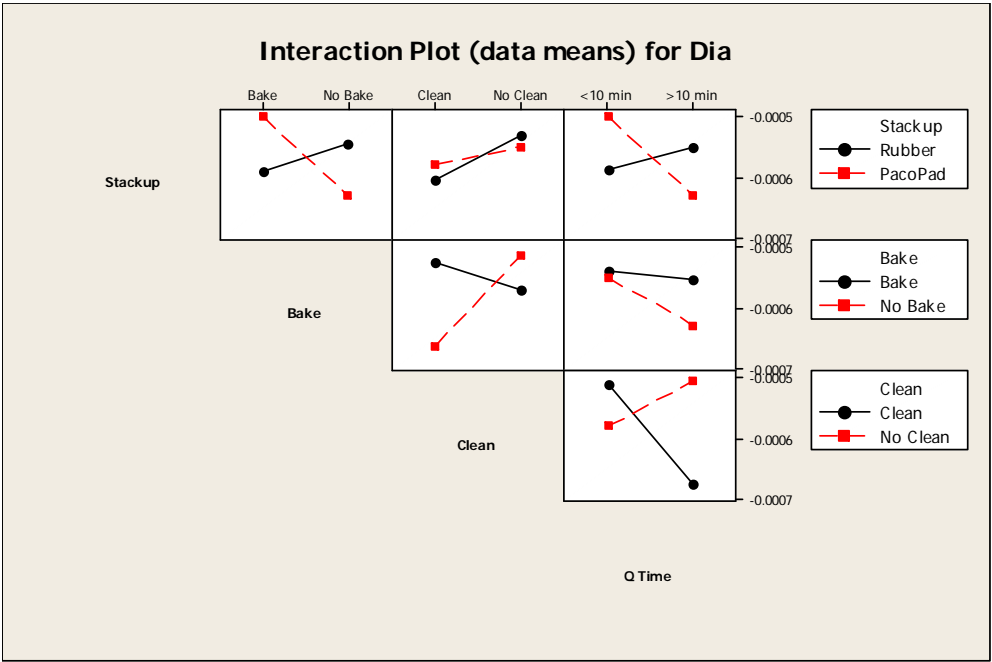 Interaction Plot (data means) for Dia
Bake No Bake Clean No Clean <10 min >10 min
Stackup
-0.0005
-0.0006
-0.0007
Stackup
Rubber
PacoPad
Bake
-0.0005
-0.0006
-0.0007
Bake
Bake
No Bake
Clean
-0.0005
-0.0006
-0.0007
Clean
Clean
No Clean
Q Time